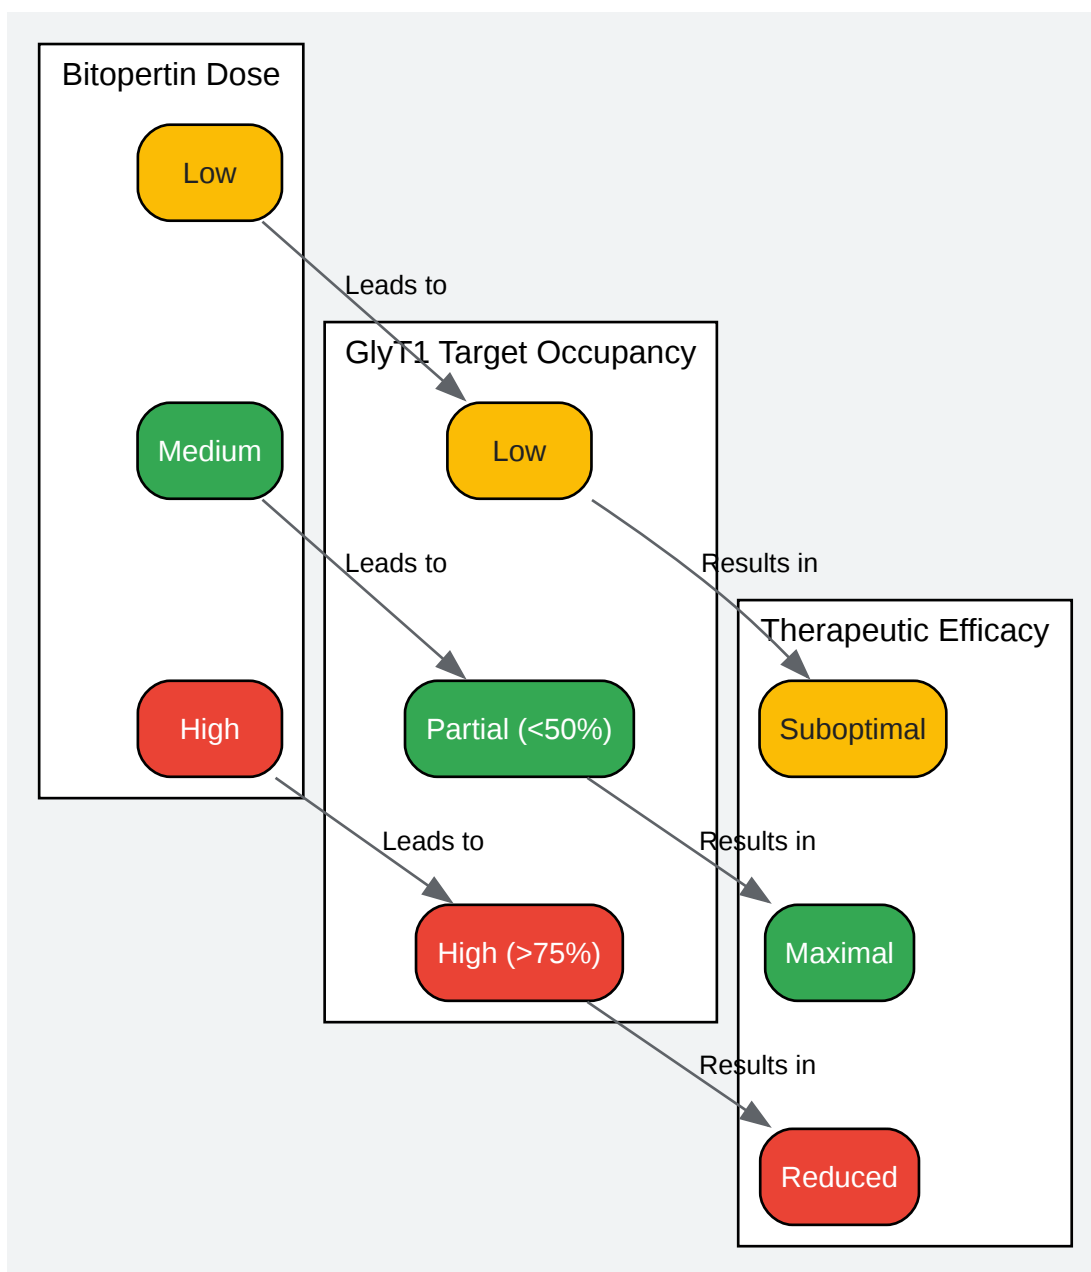 Bitopertin Dose
Low
Leads to
GlyT1 Target Occupancy
Medium
Low
Leads to
Results in
Therapeutic Efficacy
High
Partial (<50%)
Suboptimal
Leads to
Results in
High (>75%)
Maximal
Results in
Reduced